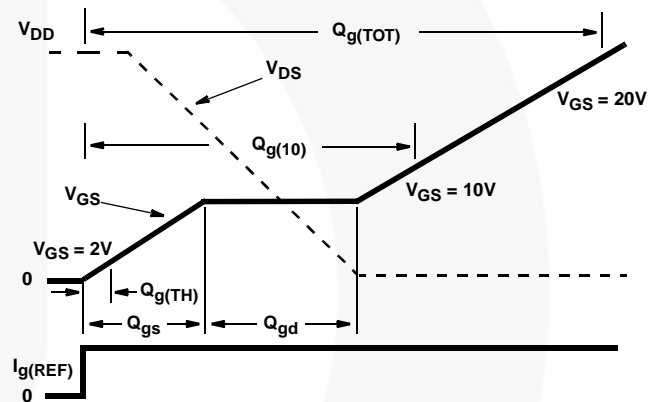 V_DD
Q_g(TOT)
V_DS
V_GS = 20V
Q_g(10)
V_GS
V_GS = 10V
V_GS = 2V
0
Q_g(TH)
Q_gs
Q_gd
I_g(REF)
0